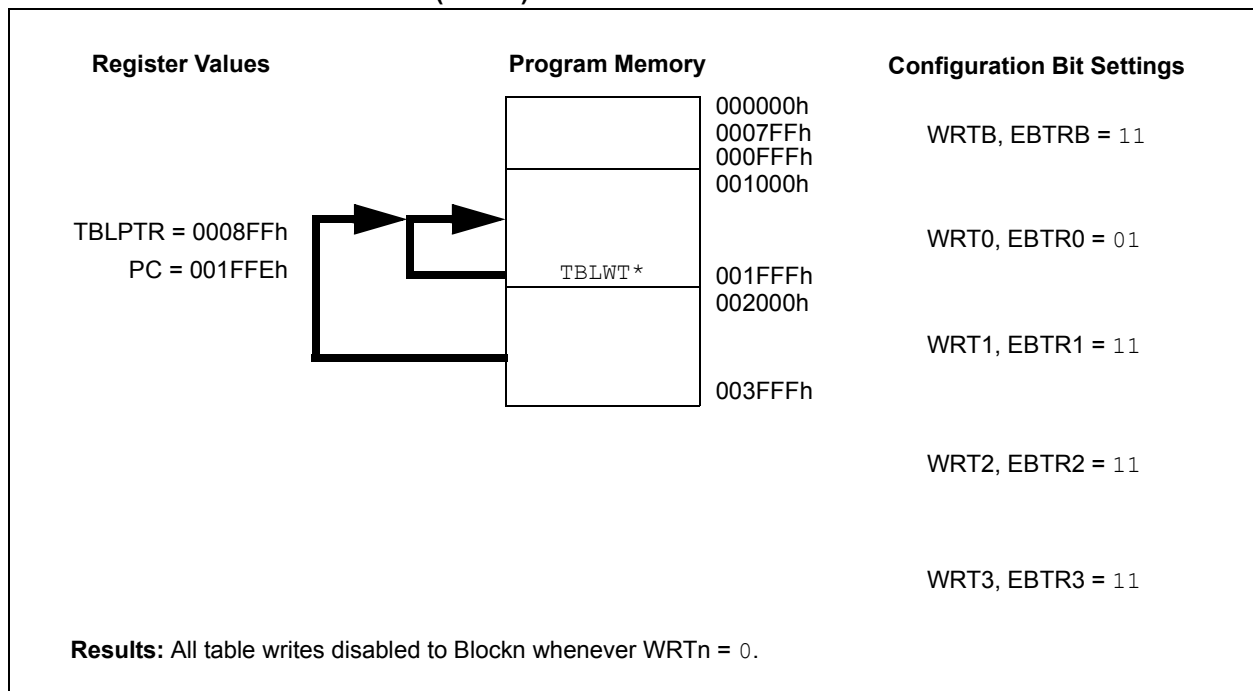 Register Values
Program Memory
Configuration Bit Settings
000000h
0007FFh
WRTB, EBTRB = 11
000FFFh
001000h
TBLPTR = 0008FFh
WRT0, EBTR0 = 01
PC = 001FFEh
TBLWT*
001FFFh
002000h
WRT1, EBTR1 = 11
003FFFh
WRT2, EBTR2 = 11
WRT3, EBTR3 = 11
Results: All table writes disabled to Blockn whenever WRTn = 0.